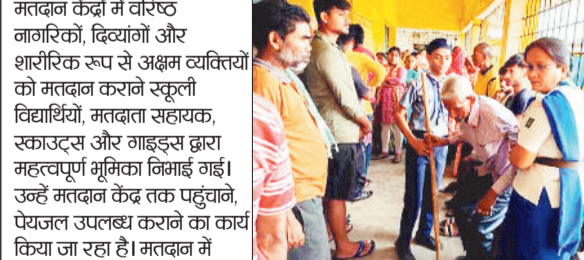 मतदान केंद्रों में वरिष्ठ
नागरिकों, दिव्यांगों और
शारीरिक रूप से अक्षम व्यक्तियों
को मतदान कराने स्कूली
विद्यार्थियों, मतदाता सहायक,
स्काउट्स और गाइड्स द्वारा
महत्वपूर्ण भूमिका निभाई गई।
उन्हें मतदान केंद्र तक पहुंचाने,
पेयजल उपलब्ध कराने का कार्य
किया जा रहा है। मतदान में